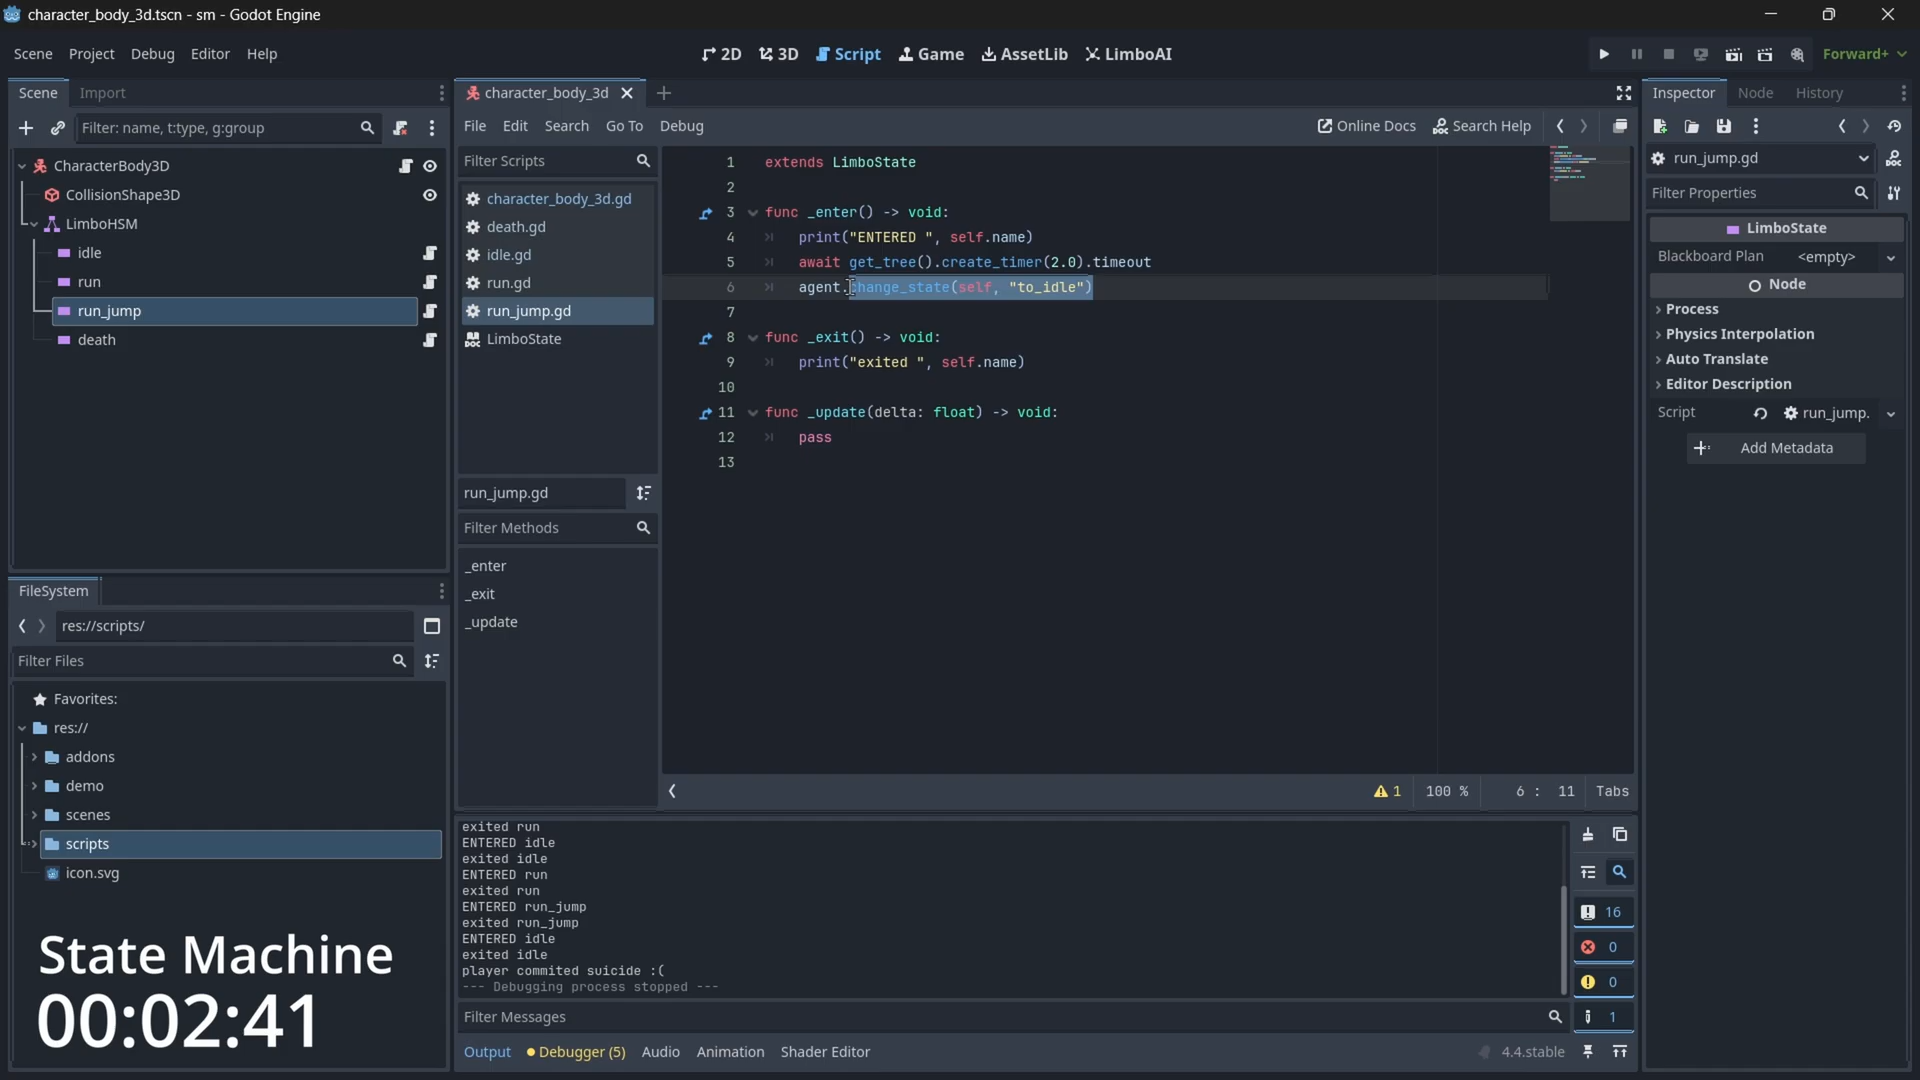 character_body_3d.tscn - sm - Godot Engine
Scene Project Debug Editor Help
2D 3D Script Game AssetLib LimboAI
Forward+
Scene Import
Filter: name, t:type, g:group
CharacterBody3D
CollisionShape3D
LimboHSM
idle
run
run_jump
death
FileSystem
res://scripts/
Filter Files
Favorites:
res://
addons
demo
scenes
scripts
icon.svg
State Machine
00:02:41
character_body_3d
File Edit Search Go To Debug
Online Docs Search Help
Filter Scripts
character_body_3d.gd
death.gd
idle.gd
run.gd
run_jump.gd
LimboState
run_jump.gd
Filter Methods
_enter
_exit
_update
1 extends LimboState
2
3 func _enter() -> void:
4 print("ENTERED ", self.name)
5 await get_tree().create_timer(2.0).timeout
6 agent.change_state(self, "to_idle")
7
8 func _exit() -> void:
9 print("exited ", self.name)
10
11 func _update(delta: float) -> void:
12 pass
13
1 100 % 6 : 11 Tabs
exited run
ENTERED idle
exited idle
ENTERED run
exited run
ENTERED run_jump
exited run_jump
ENTERED idle
exited idle
player commited suicide :(
--- Debugging process stopped ---
Filter Messages
16
0
0
1
Output Debugger (5) Audio Animation Shader Editor
4.4.stable
Inspector Node History
run_jump.gd
Filter Properties
LimboState
Blackboard Plan <empty>
Node
Process
Physics Interpolation
Auto Translate
Editor Description
Script run_jump.
Add Metadata